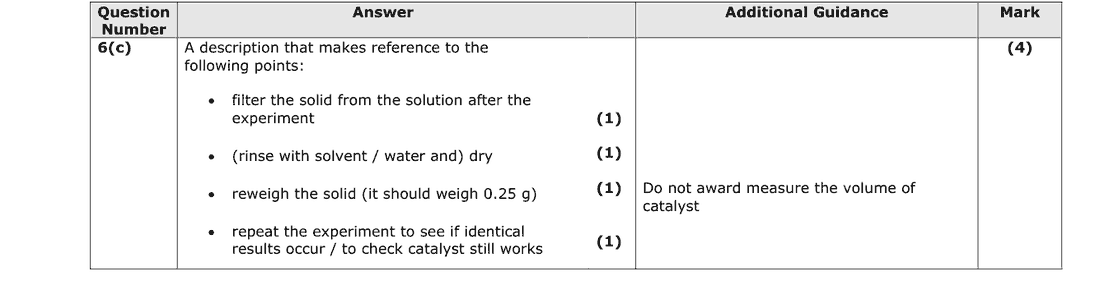 Question Number
Answer
Additional Guidance
Mark
6(c)
A description that makes reference to the
following points:
(4)
• filter the solid from the solution after the
experiment
(1)
• (rinse with solvent / water and) dry
(1)
• reweigh the solid (it should weigh 0.25 g)
(1)
Do not award measure the volume of
catalyst
• repeat the experiment to see if identical
results occur / to check catalyst still works
(1)